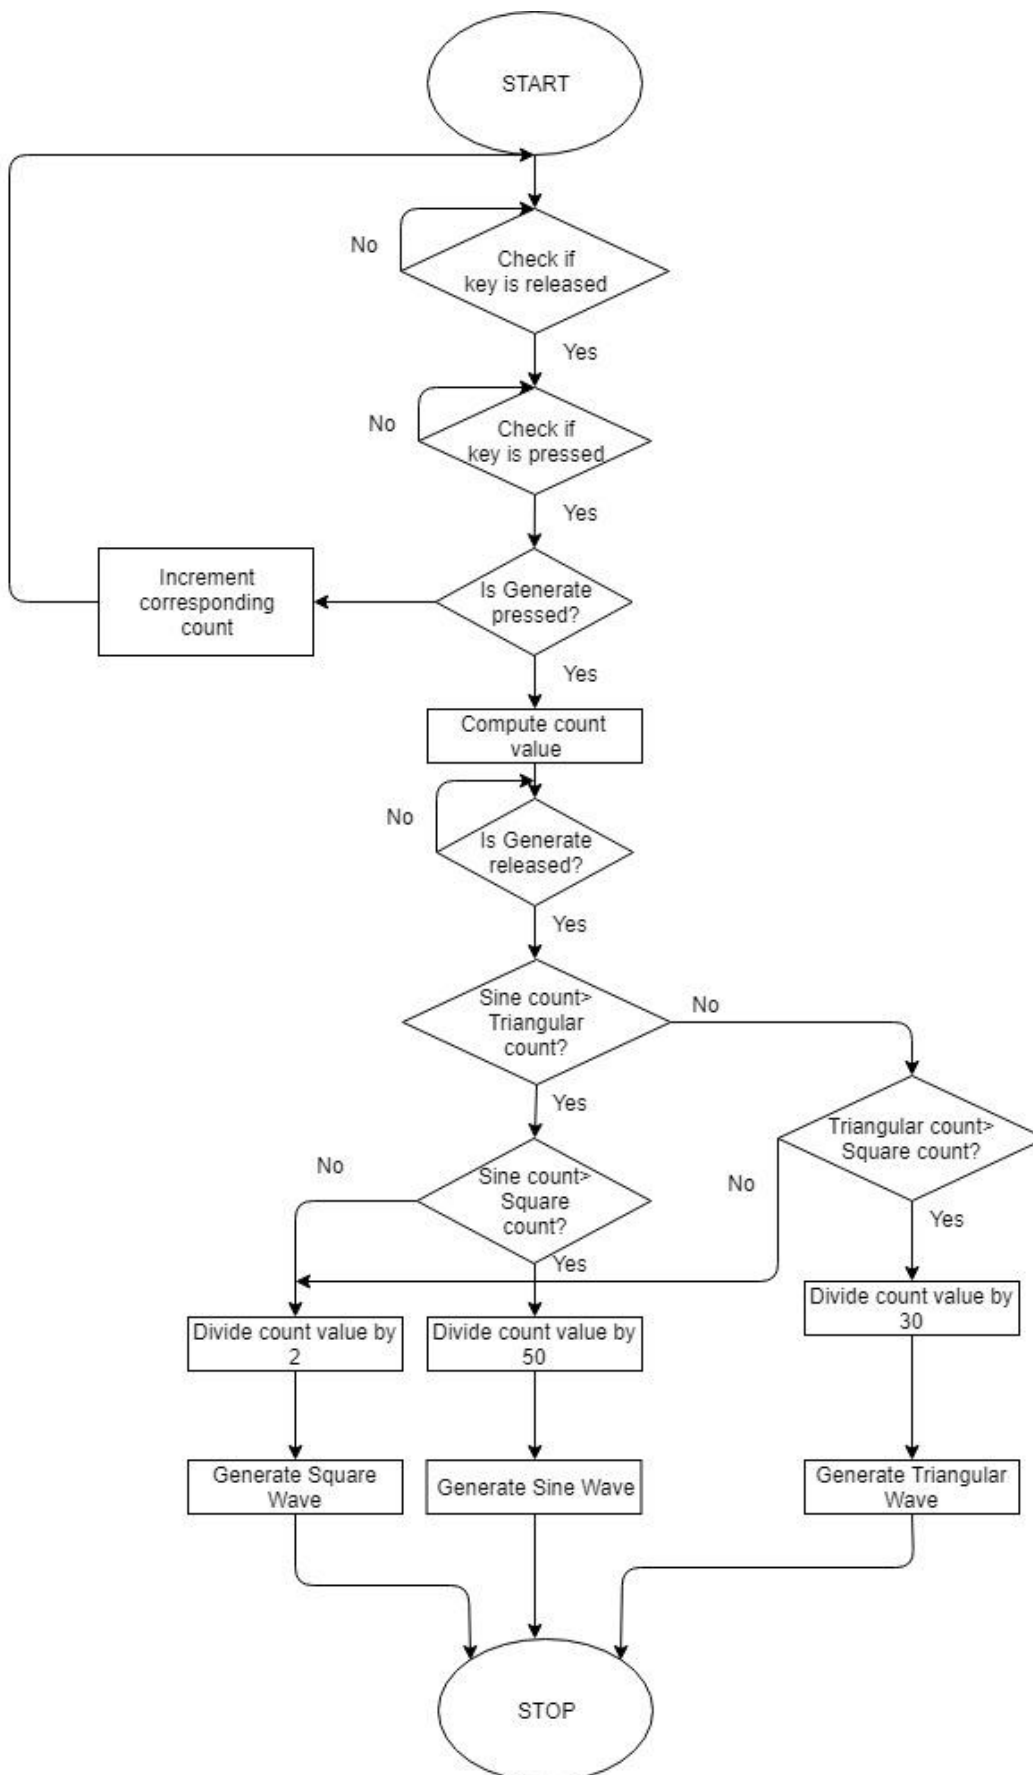 START
No
Check if
key is released
Yes
No
Check if
key is pressed
Yes
Increment
corresponding
count
Is Generate
pressed?
Yes
Compute count
value
No
Is Generate
released?
Yes
Sine count>
Triangular
count?
No
Yes
Triangular count>
Square count?
No
Sine count>
Square
count?
No
Yes
Yes
Divide count value by
30
Divide count value by
2
Divide count value by
50
Generate Square
Wave
Generate Sine Wave
Generate Triangular
Wave
STOP